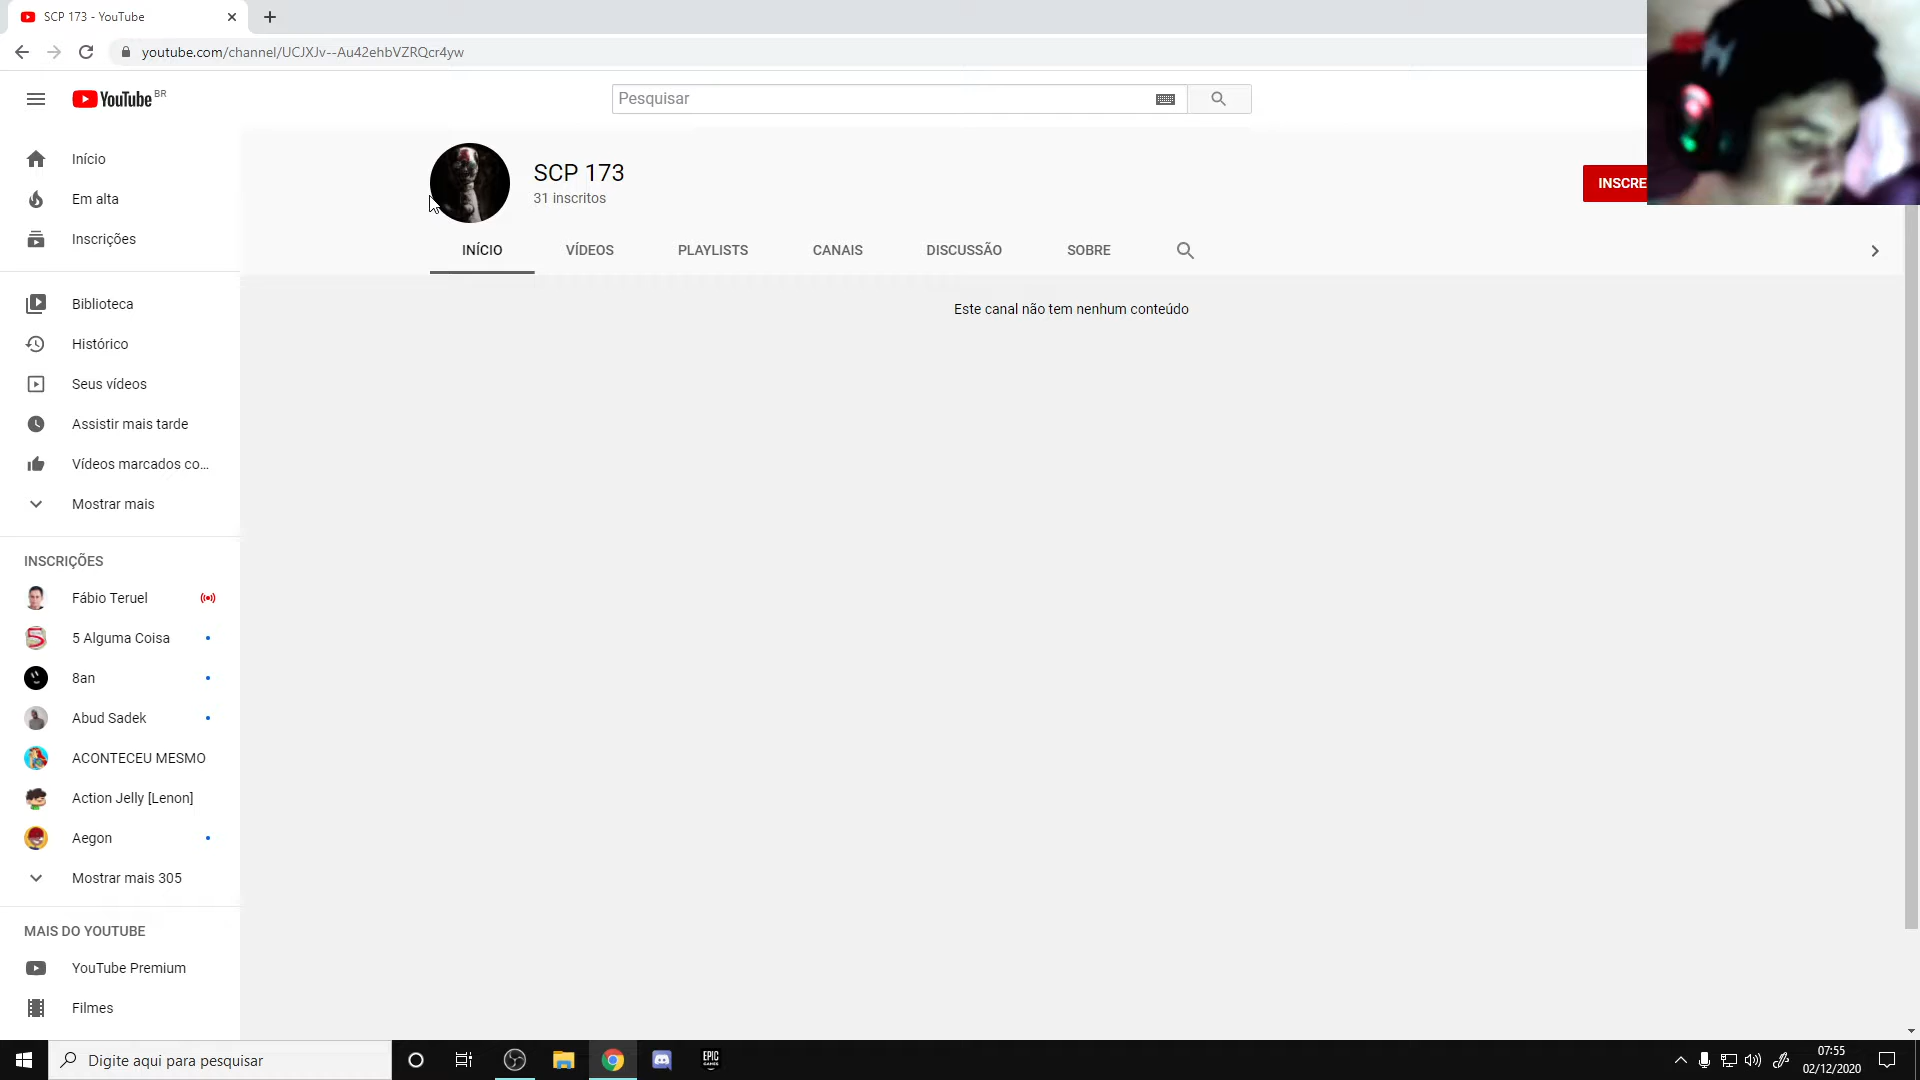 SCP 173 - YouTube
youtube.com/channel/UCJXJv--Au42ehbVZRQcr4yw
YouTube BR
Pesquisar
SCP 173
31 inscritos
INSCRE
INÍCIO VÍDEOS PLAYLISTS CANAIS DISCUSSÃO SOBRE
Este canal não tem nenhum conteúdo
Início
Em alta
Inscrições
Biblioteca
Histórico
Seus vídeos
Assistir mais tarde
Vídeos marcados co...
Mostrar mais
INSCRIÇÕES
Fábio Teruel
5 Alguma Coisa
8an
Abud Sadek
ACONTECEU MESMO
Action Jelly [Lenon]
Aegon
Mostrar mais 305
MAIS DO YOUTUBE
YouTube Premium
Filmes
Digite aqui para pesquisar
EPIC
GAMES
07:55
02/12/2020